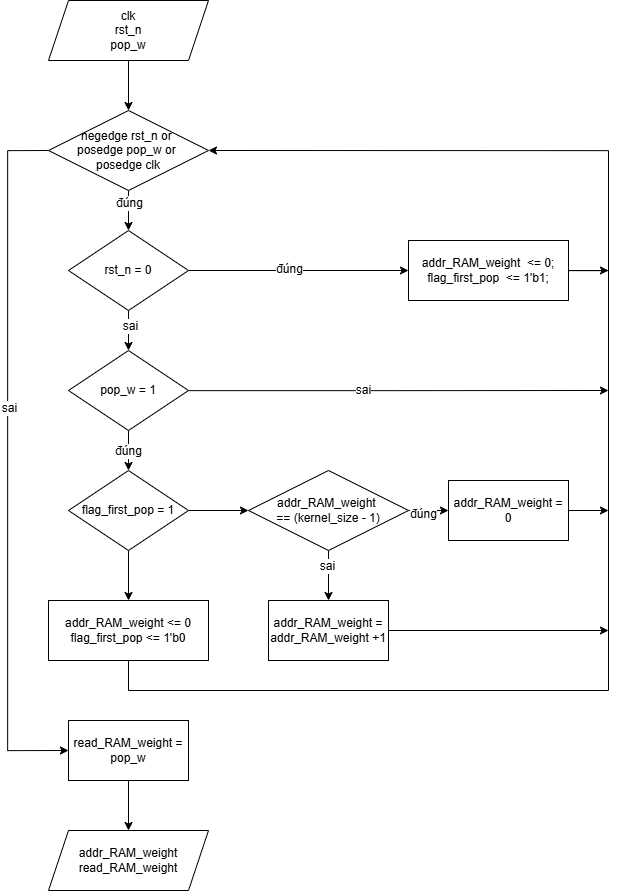 clk
rst_n
pop_w
negedge rst_n or
posedge pop_w or
posedge clk
đúng
rst_n = 0
đúng
addr_RAM_weight <= 0;
flag_first_pop <= 1'b1;
sai
pop_w = 1
sai
sai
đúng
flag_first_pop = 1
addr_RAM_weight
== (kernel_size - 1)
đúng
addr_RAM_weight =
0
sai
addr_RAM_weight <= 0
flag_first_pop <= 1'b0
addr_RAM_weight =
addr_RAM_weight +1
read_RAM_weight =
pop_w
addr_RAM_weight
read_RAM_weight